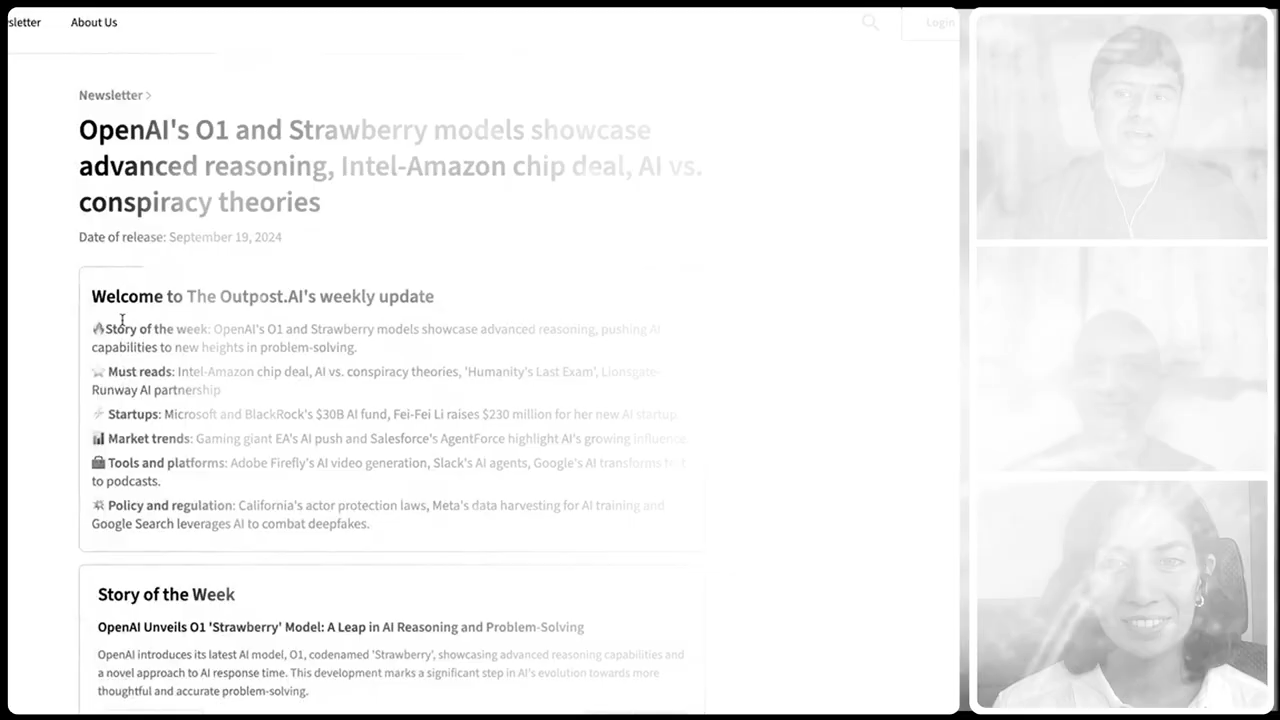 sletter About Us Login
Newsletter >
OpenAI's O1 and Strawberry models showcase
advanced reasoning, Intel-Amazon chip deal, AI vs.
conspiracy theories
Date of release: September 19, 2024
Welcome to The Outpost.AI's weekly update
🔥Story of the week: OpenAI's O1 and Strawberry models showcase advanced reasoning, pushing AI
capabilities to new heights in problem-solving.
⭐ Must reads: Intel-Amazon chip deal, AI vs. conspiracy theories, 'Humanity's Last Exam', Lionsgate-
Runway AI partnership
⚡ Startups: Microsoft and BlackRock's $30B AI fund, Fei-Fei Li raises $230 million for her new AI startup
📊 Market trends: Gaming giant EA's AI push and Salesforce's AgentForce highlight AI's growing influence
🧰 Tools and platforms: Adobe Firefly's AI video generation, Slack's AI agents, Google's AI transforms
to podcasts.
Policy and regulation: California's actor protection laws, Meta's data harvesting for AI training and
Google Search leverages AI to combat deepfakes.
Story of the Week
OpenAI Unveils O1 'Strawberry' Model: A Leap in AI Reasoning and Problem-Solving
OpenAI introduces its latest AI model, O1, codenamed 'Strawberry', showcasing advanced reasoning capabilities and
a novel approach to AI response time. This development marks a significant step in AI's evolution towards more
thoughtful and accurate problem-solving.